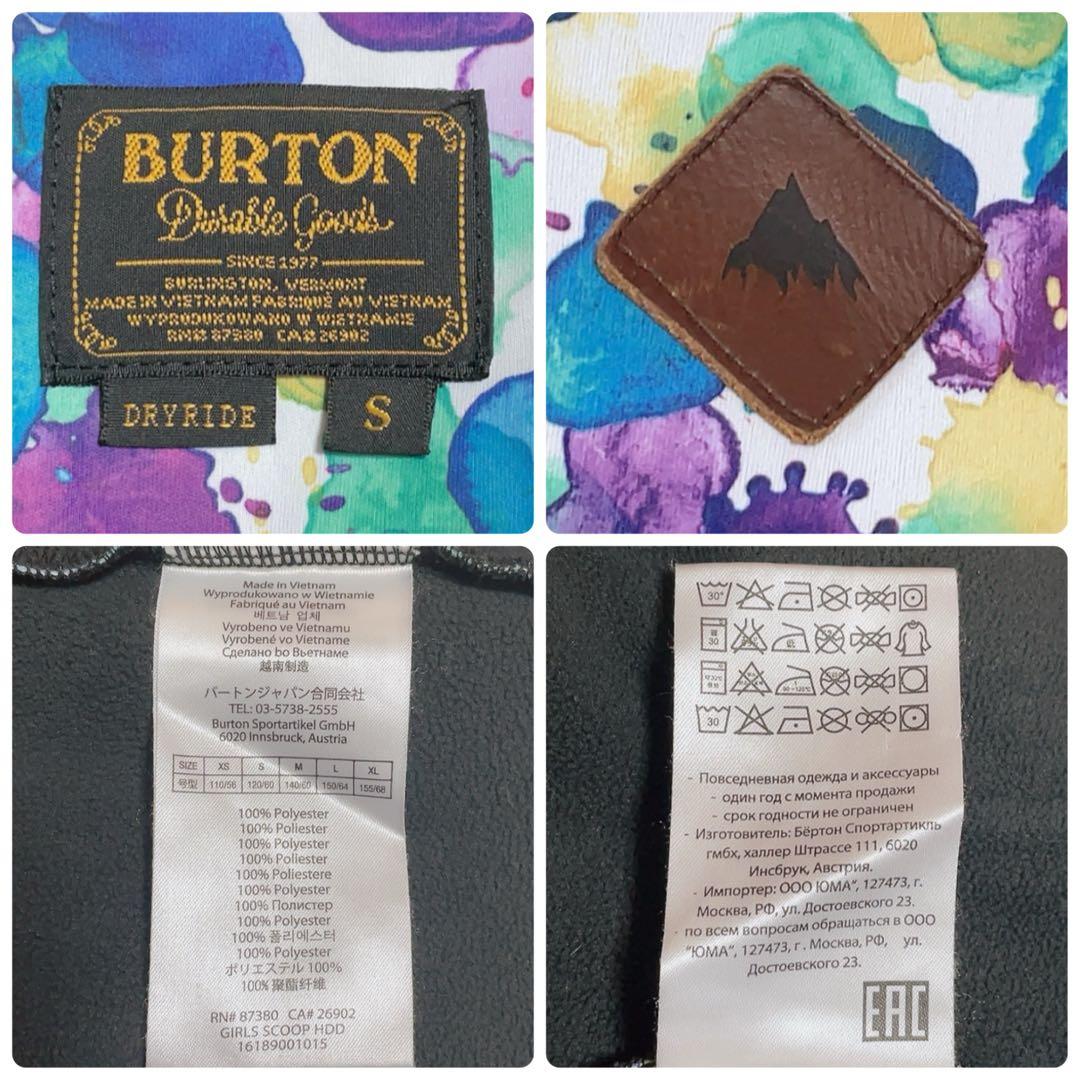 BURTON
Durable Goods
SINCE 1977
BURLINGTON, VERMONT
MADE IN VIETNAM FABRIQUÉ AU VIETNAM
WYPRODUKOWANO W WIETNAMIE
RN# 87380 CA# 26902
DRYRIDE
S
Made in Vietnam
Wyprodukowano w Wietnamie
Fabriqué au Vietnam
베트남 업체
Vyrobeno ve Vietnamu
Vyrobené vo Vietname
Сделано во Вьетнаме
越南制造
バートンジャパン合同会社
TEL: 03-5738-2555
Burton Sportartikel GmbH
6020 Innsbruck, Austria
SIZE XS S M L XL
号型 110/56 120/60 140/60 150/64 155/68
100% Polyester
100% Poliester
100% Polyester
100% Poliester
100% Poliestere
100% Polyester
100% Полистер
100% Polyester
100% 폴리에스터
100% Polyester
ポリエステル 100%
100% 聚酯纤维
RN# 87380 CA# 26902
GIRLS SCOOP HDD
16189001015
30°
30
30
- Повседневная одежда и аксессуары
- один год с момента продажи
- срок годности не ограничен
- Изготовитель: Бёртон Спортартикль
гмбх, халлер Штрассе 111, 6020
Инсбрук, Австрия.
- Импортер: ООО ЮМА“, 127473, г.
Москва, РФ, ул. Достоевского 23.
- по всем вопросам обращаться в ООО
“ЮМА”, 127473, г. Москва, РФ, ул.
Достоевского 23.
EAC